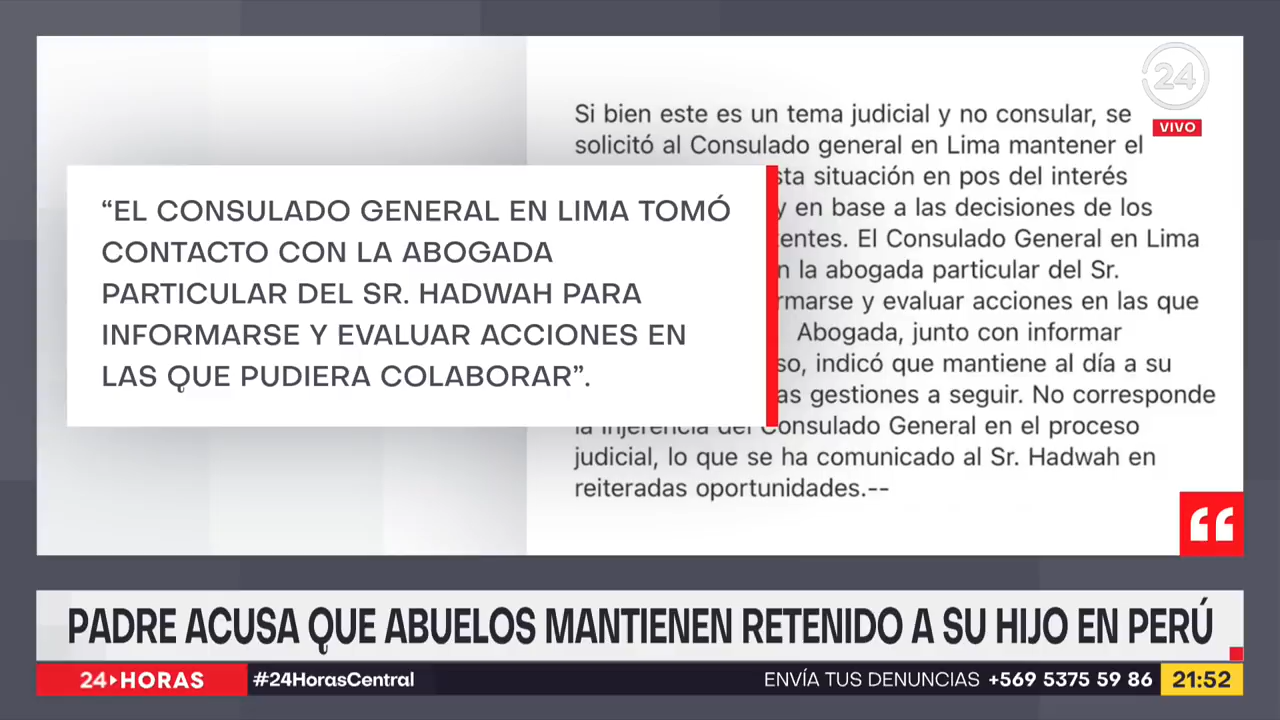 24
VIVO
Si bien este es un tema judicial y no consular, se
solicitó al Consulado general en Lima mantener el
sta situación en pos del interés
y en base a las decisiones de los
entes. El Consulado General en Lima
n la abogada particular del Sr.
rmarse y evaluar acciones en las que
Abogada, junto con informar
so, indicó que mantiene al día a su
as gestiones a seguir. No corresponde
la injerencia del Consulado General en el proceso
judicial, lo que se ha comunicado al Sr. Hadwah en
reiteradas oportunidades.--
“EL CONSULADO GENERAL EN LIMA TOMÓ
CONTACTO CON LA ABOGADA
PARTICULAR DEL SR. HADWAH PARA
INFORMARSE Y EVALUAR ACCIONES EN
LAS QUE PUDIERA COLABORAR”.
PADRE ACUSA QUE ABUELOS MANTIENEN RETENIDO A SU HIJO EN PERÚ
24 HORAS #24HorasCentral ENVÍA TUS DENUNCIAS +569 5375 59 86 21:52